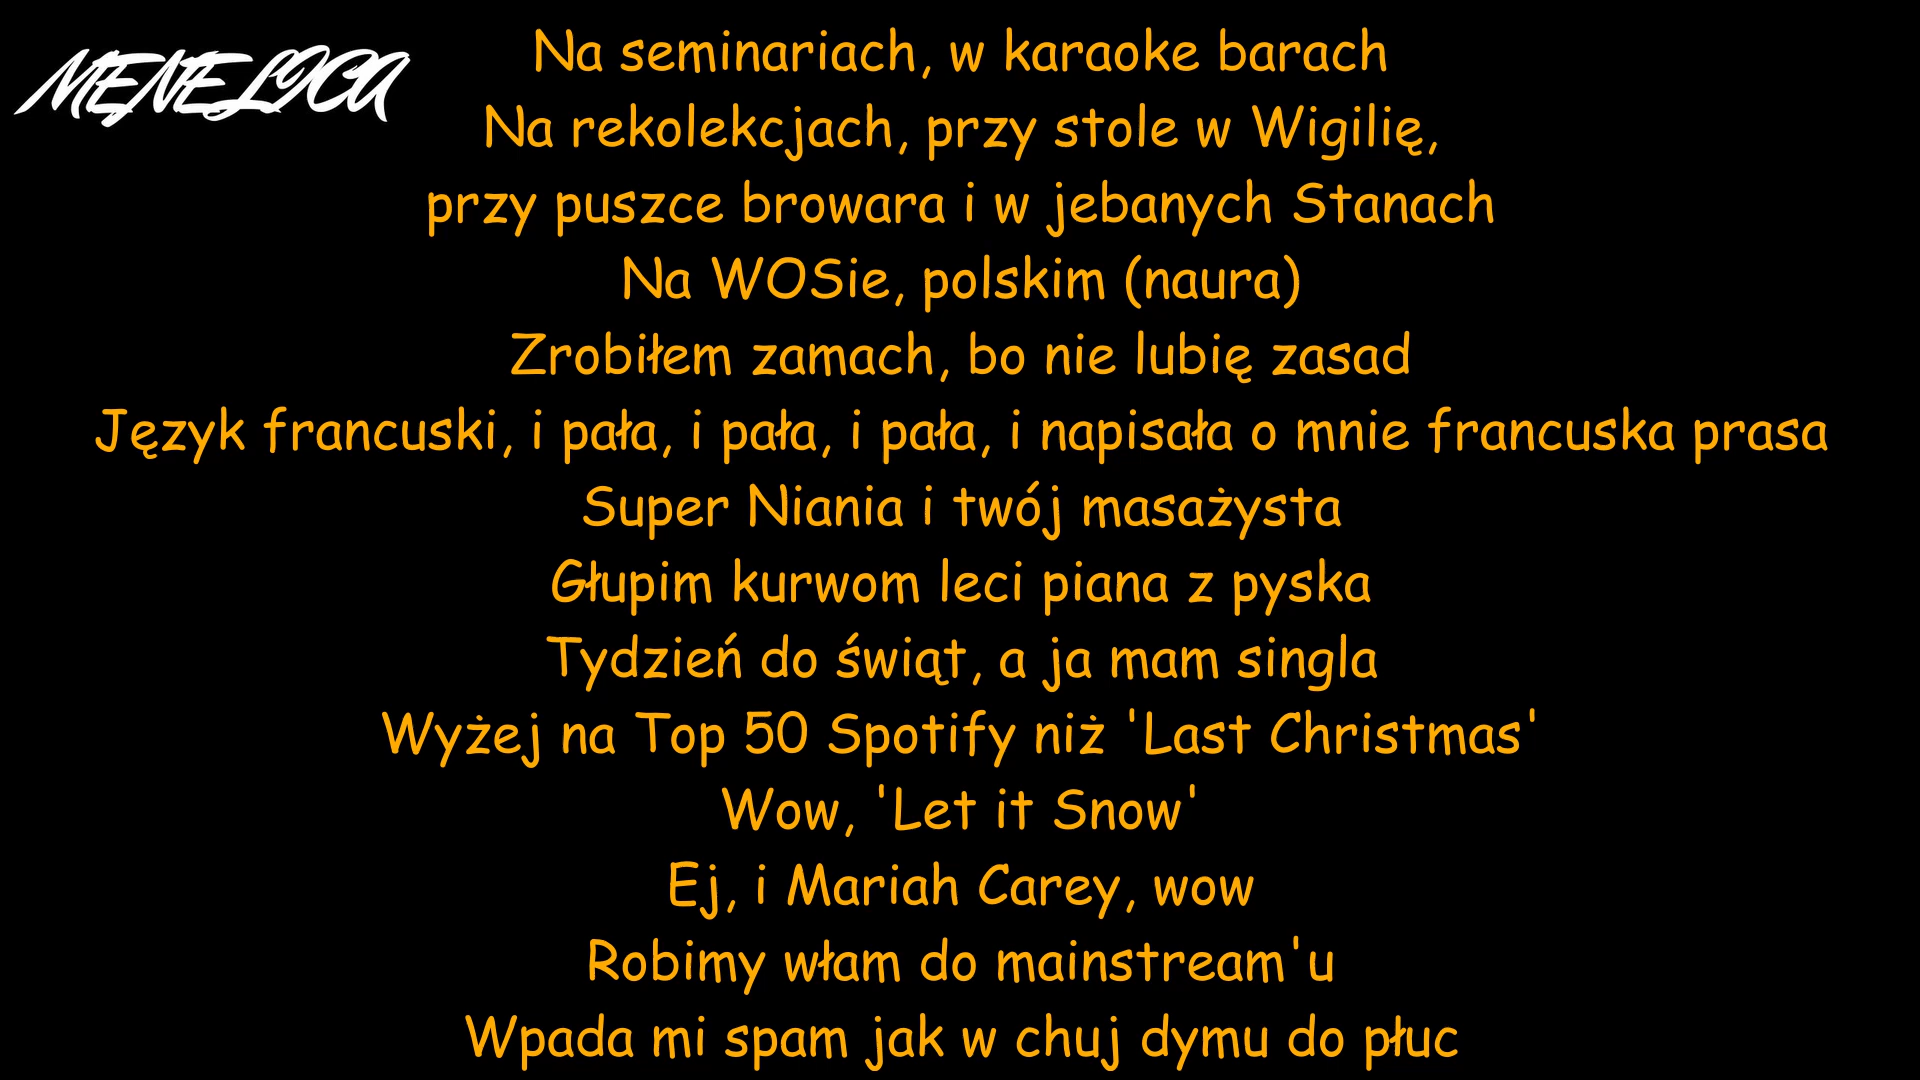 MENELICA
Na seminariach, w karaoke barach
Na rekolekcjach, przy stole w Wigilię,
przy puszce browara i w jebanych Stanach
Na WOSie, polskim (naura)
Zrobiłem zamach, bo nie lubię zasad
Język francuski, i pała, i pała, i pała, i napisała o mnie francuska prasa
Super Niania i twój masażysta
Głupim kurwom leci piana z pyska
Tydzień do świąt, a ja mam singla
Wyżej na Top 50 Spotify niż 'Last Christmas'
Wow, 'Let it Snow'
Ej, i Mariah Carey, wow
Robimy włam do mainstream'u
Wpada mi spam jak w chuj dymu do płuc